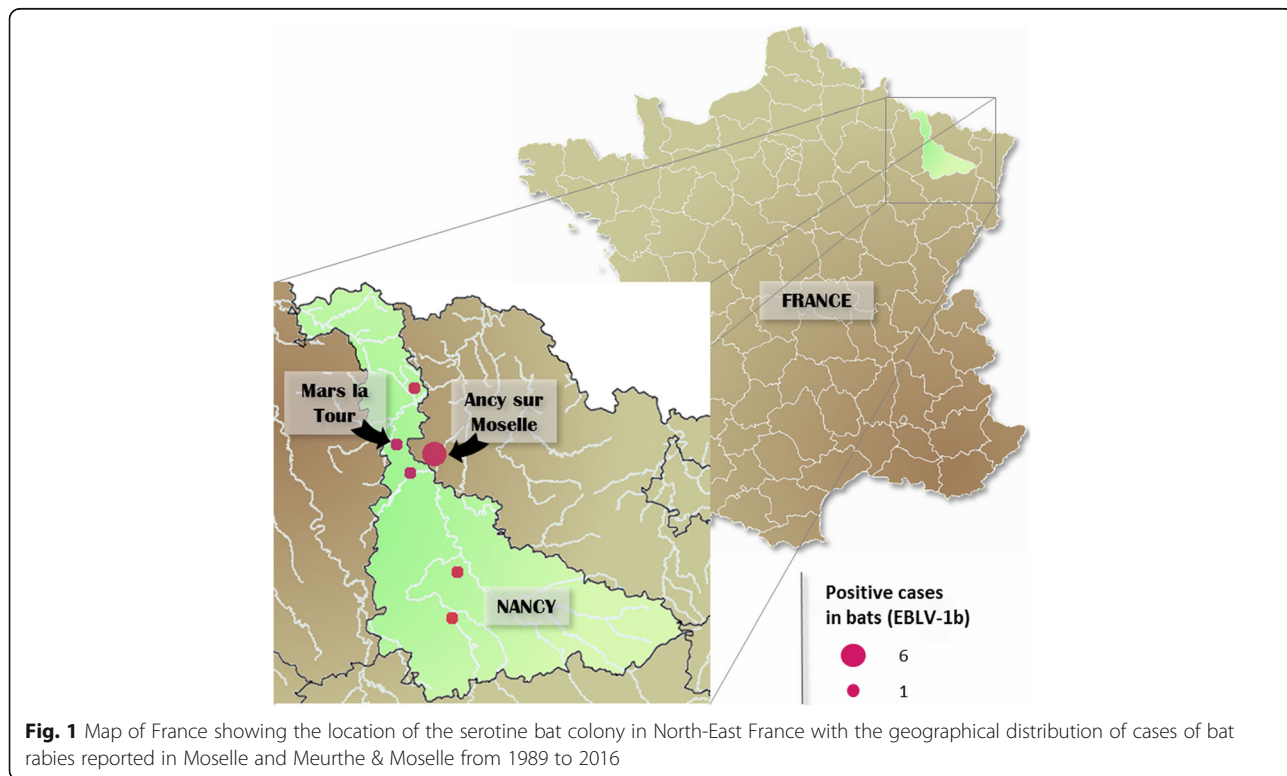 FRANCE
Mars la
Tour
Ancy sur
Moselle
NANCY
Positive cases
in bats (EBLV-1b)
6
1
Fig. 1 Map of France showing the location of the serotine bat colony in North-East France with the geographical distribution of cases of bat
rabies reported in Moselle and Meurthe & Moselle from 1989 to 2016